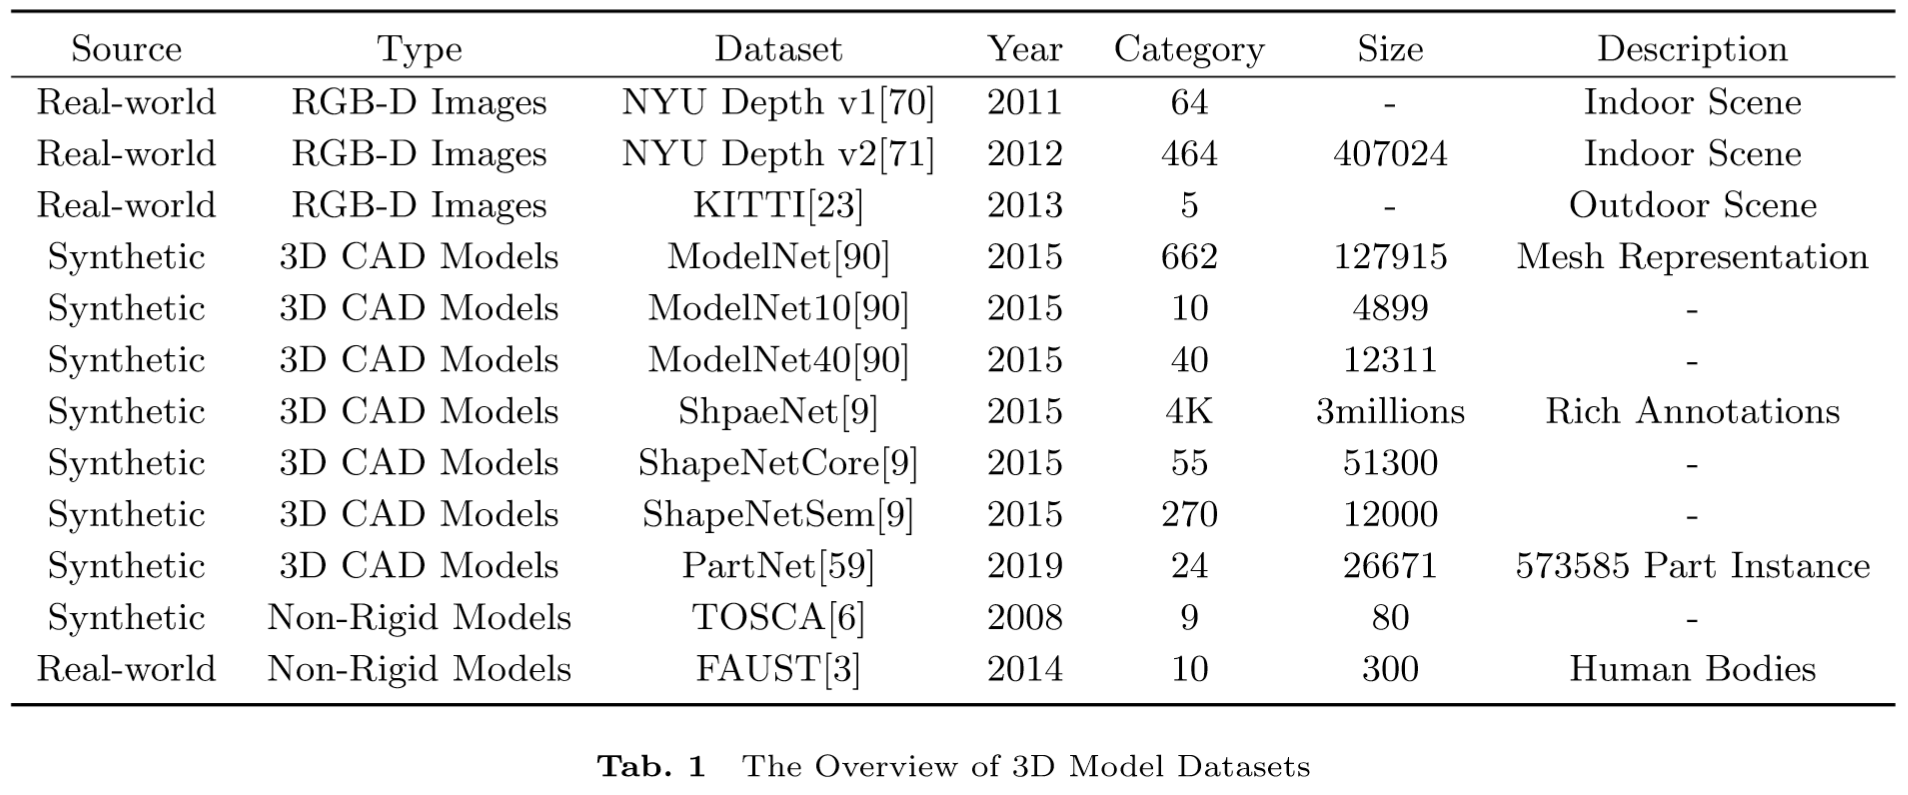 Source Type Dataset Year Category Size Description
Real-world RGB-D Images NYU Depth v1[70] 2011 64 - Indoor Scene
Real-world RGB-D Images NYU Depth v2[71] 2012 464 407024 Indoor Scene
Real-world RGB-D Images KITTI[23] 2013 5 - Outdoor Scene
Synthetic 3D CAD Models ModelNet[90] 2015 662 127915 Mesh Representation
Synthetic 3D CAD Models ModelNet10[90] 2015 10 4899 -
Synthetic 3D CAD Models ModelNet40[90] 2015 40 12311 -
Synthetic 3D CAD Models ShpaeNet[9] 2015 4K 3millions Rich Annotations
Synthetic 3D CAD Models ShapeNetCore[9] 2015 55 51300 -
Synthetic 3D CAD Models ShapeNetSem[9] 2015 270 12000 -
Synthetic 3D CAD Models PartNet[59] 2019 24 26671 573585 Part Instance
Synthetic Non-Rigid Models TOSCA[6] 2008 9 80 -
Real-world Non-Rigid Models FAUST[3] 2014 10 300 Human Bodies
Tab. 1 The Overview of 3D Model Datasets